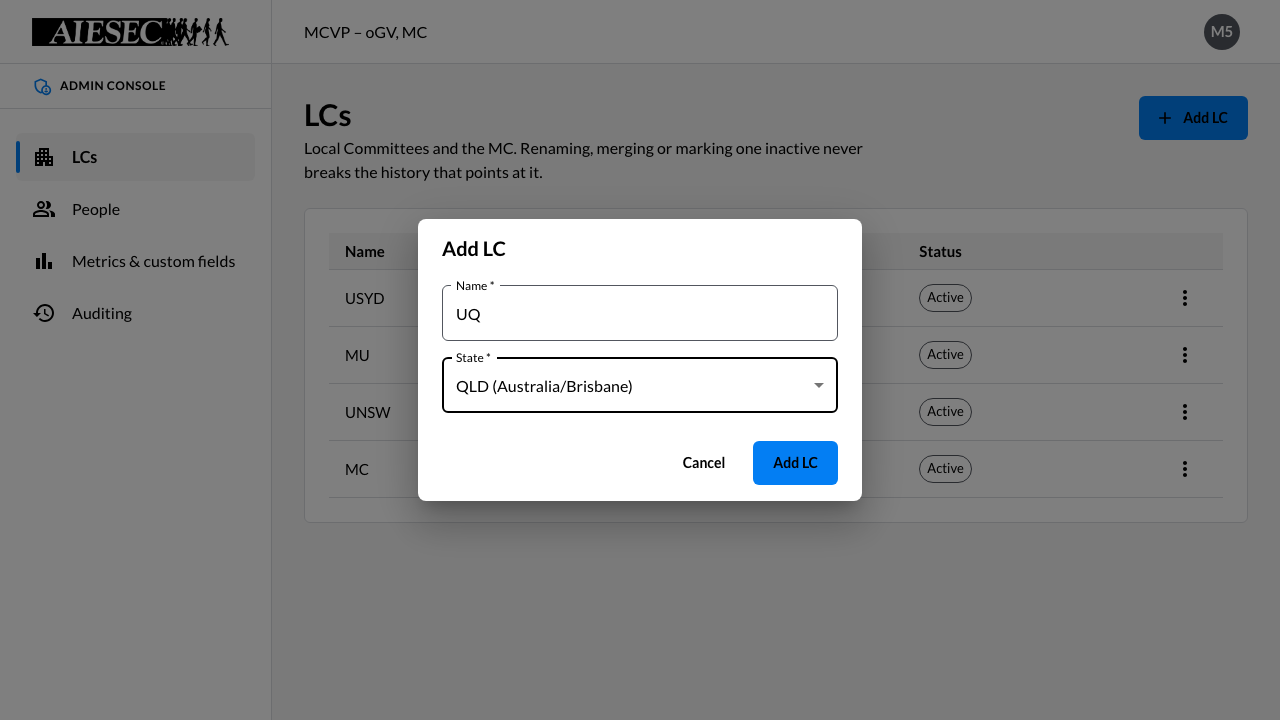 AIESEC
MCVP – oGV, MC
M5
ADMIN CONSOLE
LCs
People
Metrics & custom fields
Auditing
LCs
Local Committees and the MC. Renaming, merging or marking one inactive never
breaks the history that points at it.
Add LC
Name
Status
USYD
Active
MU
Active
UNSW
Active
MC
Active
Add LC
Name *
UQ
State *
QLD (Australia/Brisbane)
Cancel
Add LC